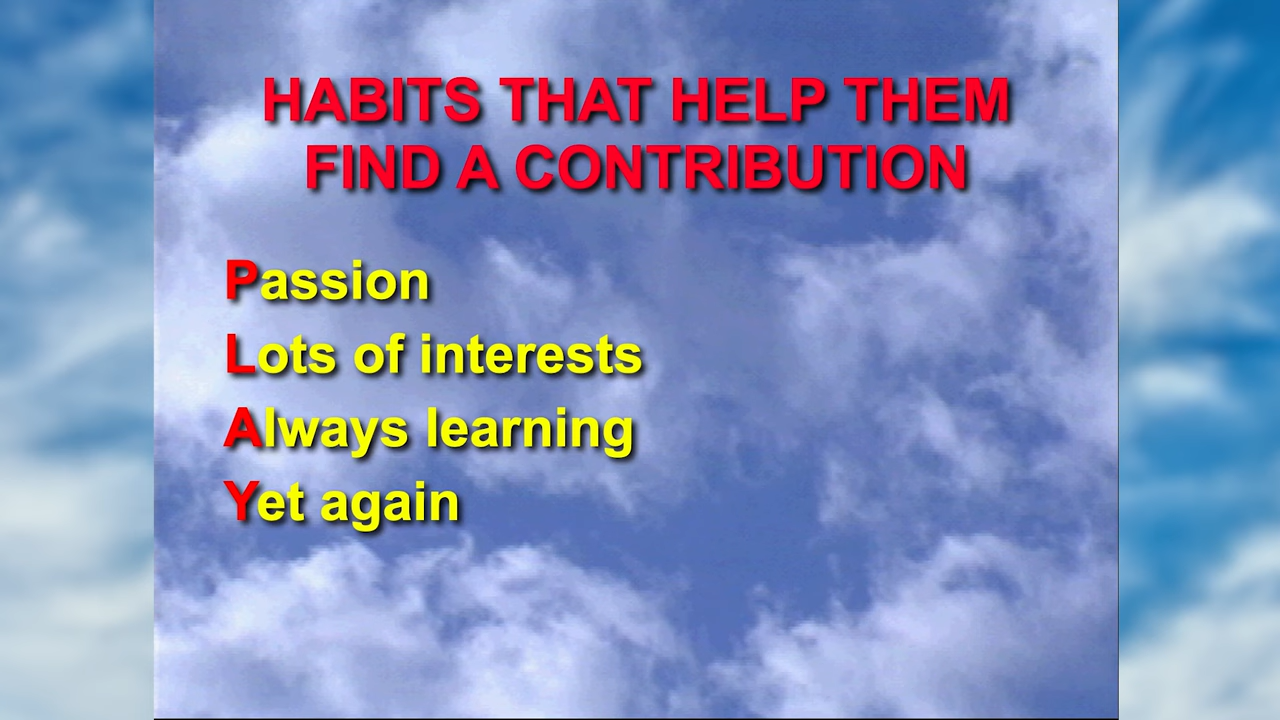 HABITS THAT HELP THEM
FIND A CONTRIBUTION
Passion
Lots of interests
Always learning
Yet again